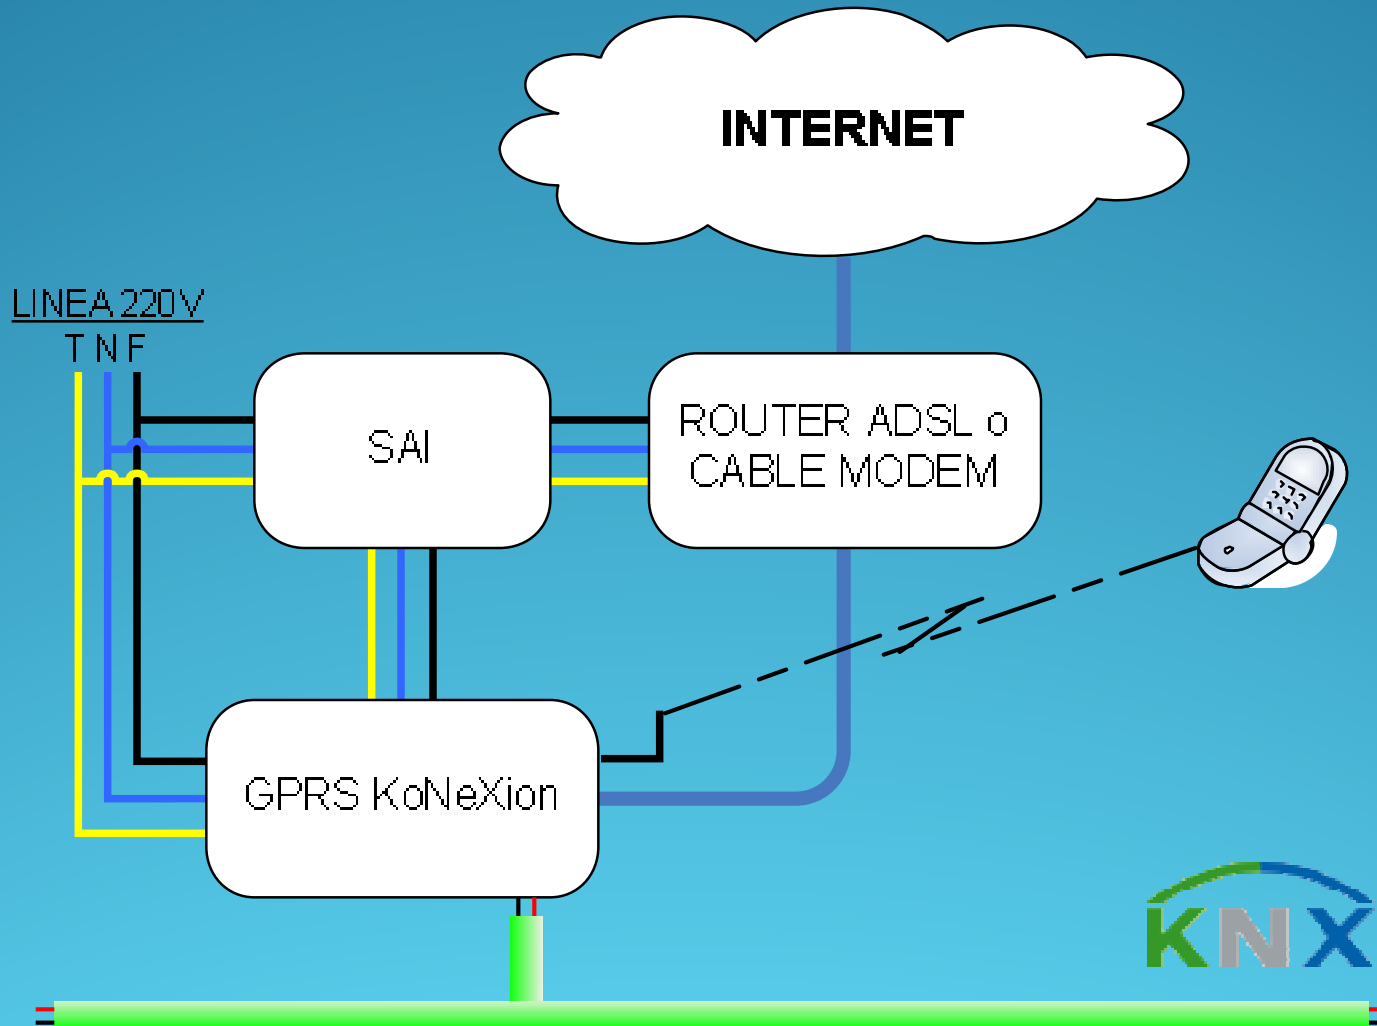 INTERNET
LINEA 220V
T N F
SAI
ROUTER ADSL o
CABLE MODEM
GPRS KoNeXion
KNX